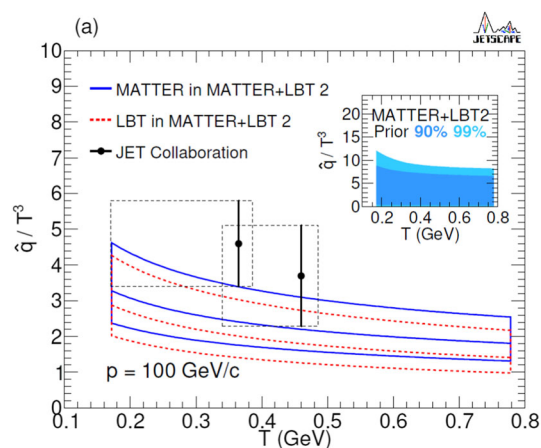 (a)
JETSCAPE
10
9
8
7
6
5
4
3
2
1
0
q̂ / T³
MATTER in MATTER+LBT 2
LBT in MATTER+LBT 2
JET Collaboration
MATTER+LBT2
Prior 90% 99%
20
15
10
5
0
q̂ / T³
0.2 0.4 0.6 0.8
T (GeV)
p = 100 GeV/c
0.1 0.2 0.3 0.4 0.5 0.6 0.7 0.8
T (GeV)